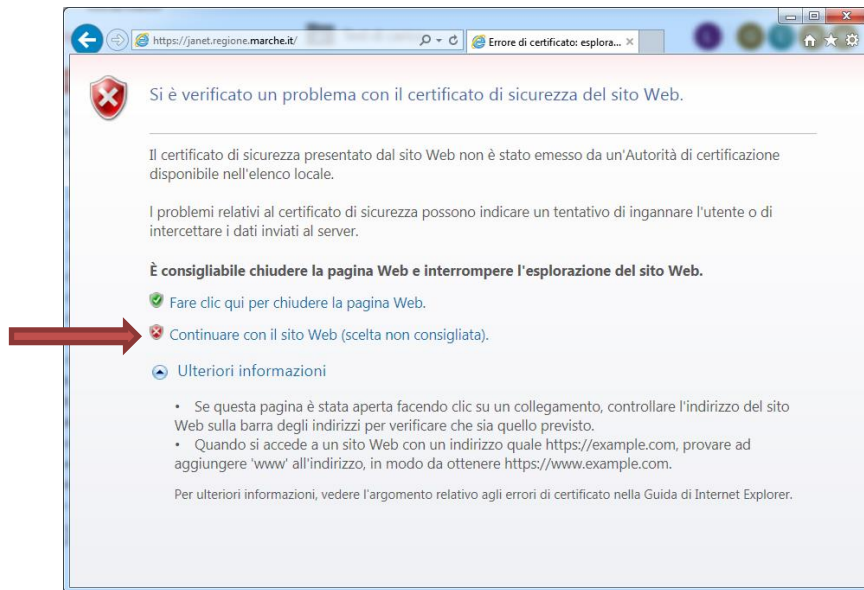 https://janet.regione.marche.it/
Errore di certificato: esplora...
Si è verificato un problema con il certificato di sicurezza del sito Web.
Il certificato di sicurezza presentato dal sito Web non è stato emesso da un'Autorità di certificazione
disponibile nell'elenco locale.
I problemi relativi al certificato di sicurezza possono indicare un tentativo di ingannare l'utente o di
intercettare i dati inviati al server.
È consigliabile chiudere la pagina Web e interrompere l'esplorazione del sito Web.
Fare clic qui per chiudere la pagina Web.
Continuare con il sito Web (scelta non consigliata).
Ulteriori informazioni
• Se questa pagina è stata aperta facendo clic su un collegamento, controllare l'indirizzo del sito
Web sulla barra degli indirizzi per verificare che sia quello previsto.
• Quando si accede a un sito Web con un indirizzo quale https://example.com, provare ad
aggiungere 'www' all'indirizzo, in modo da ottenere https://www.example.com.
Per ulteriori informazioni, vedere l'argomento relativo agli errori di certificato nella Guida di Internet Explorer.